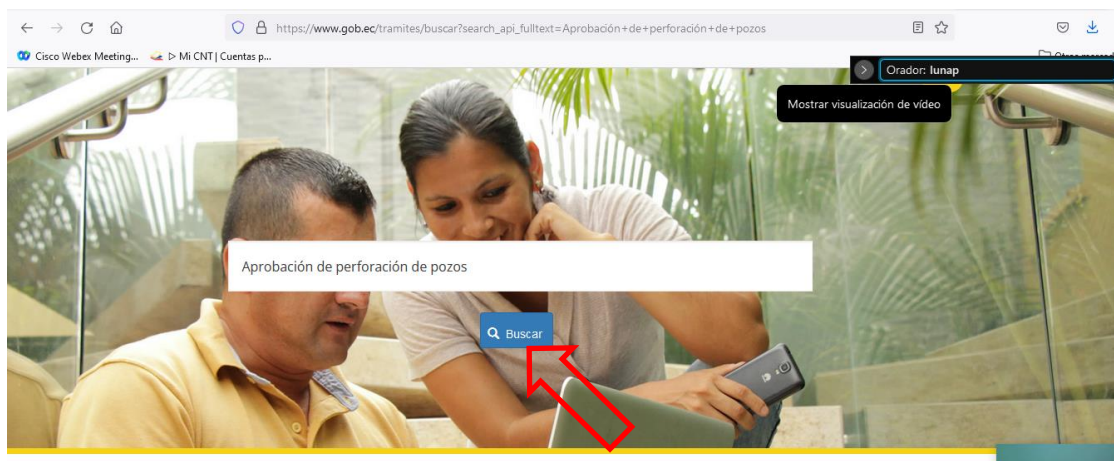 https://www.gob.ec/tramites/buscar?search_api_fulltext=Aprobación+de+perforación+de+pozos
Cisco Webex Meeting... ▷ Mi CNT | Cuentas p...
Orador: lunap
Mostrar visualización de vídeo
Aprobación de perforación de pozos
Buscar